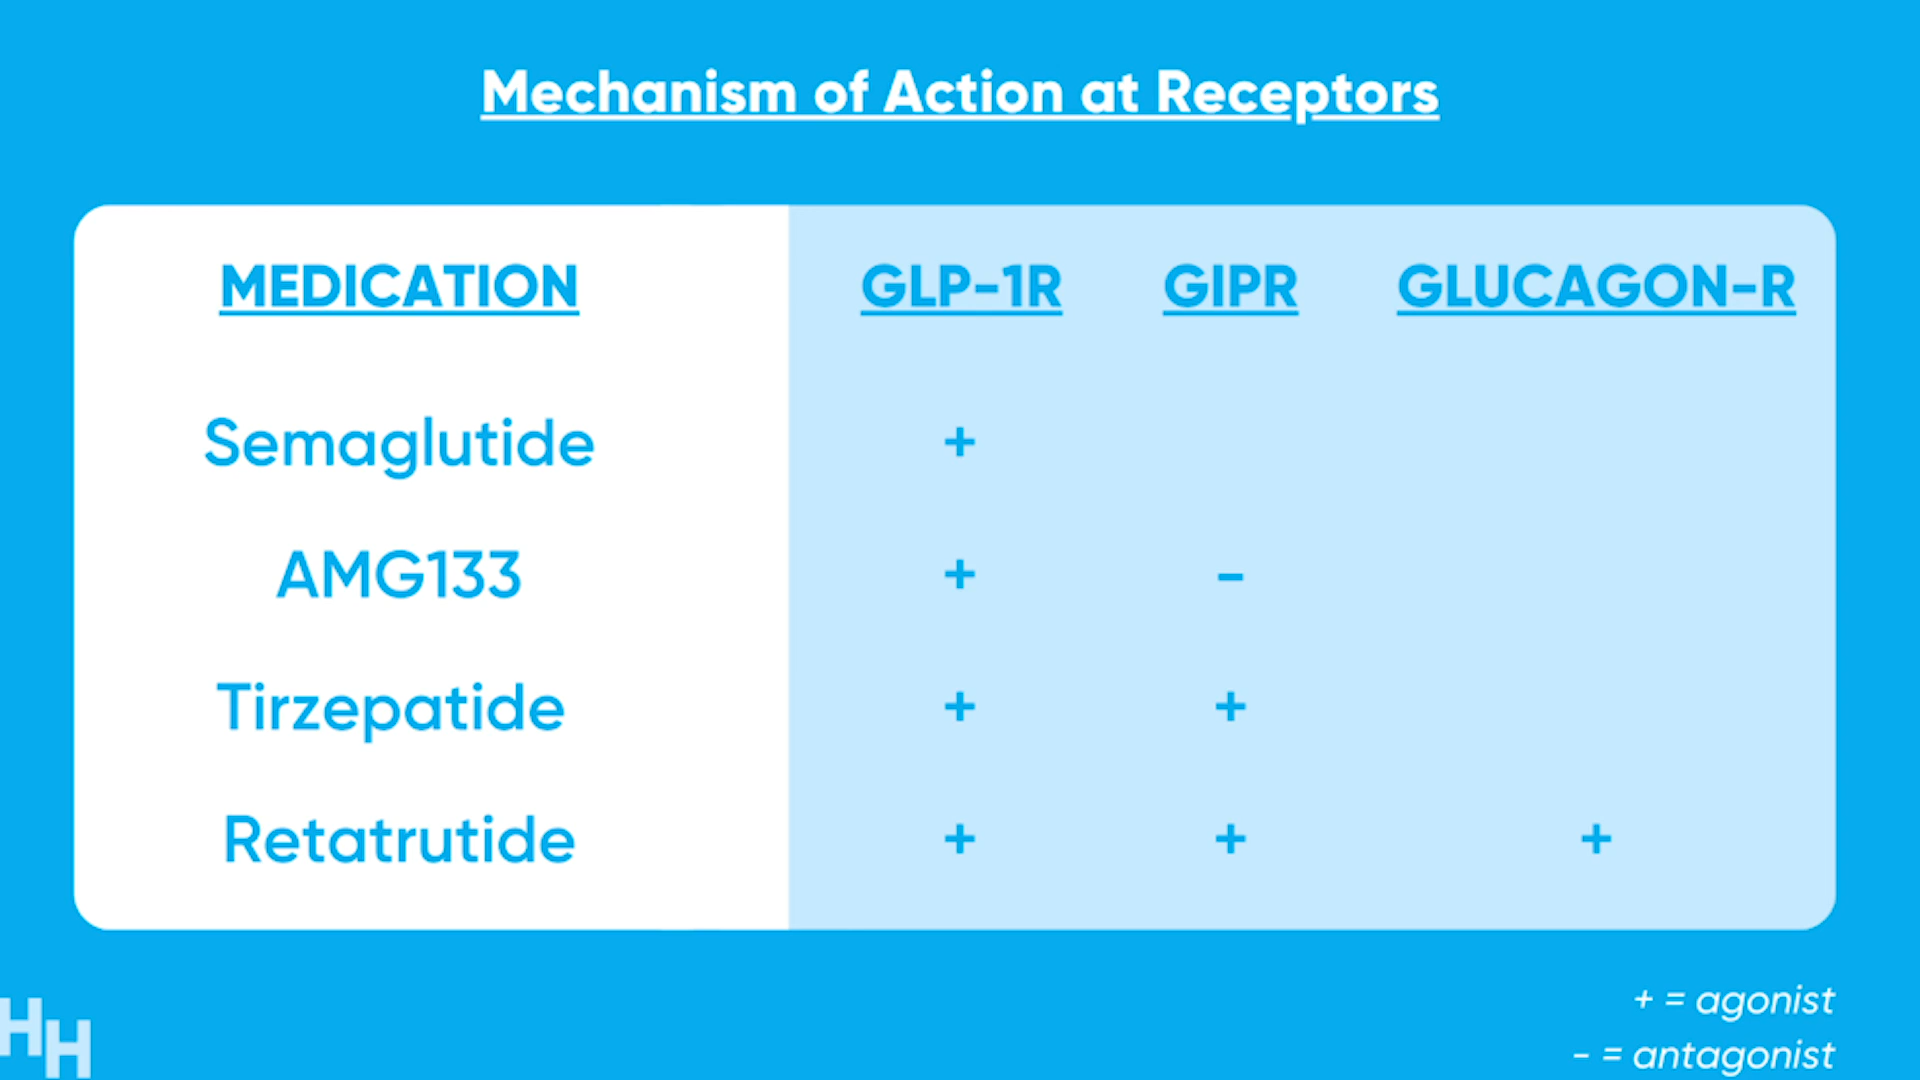 Mechanism of Action at Receptors
MEDICATION GLP-1R GIPR GLUCAGON-R
Semaglutide +
AMG133 + -
Tirzepatide + +
Retatrutide + + +
+ = agonist
- = antagonist
HH